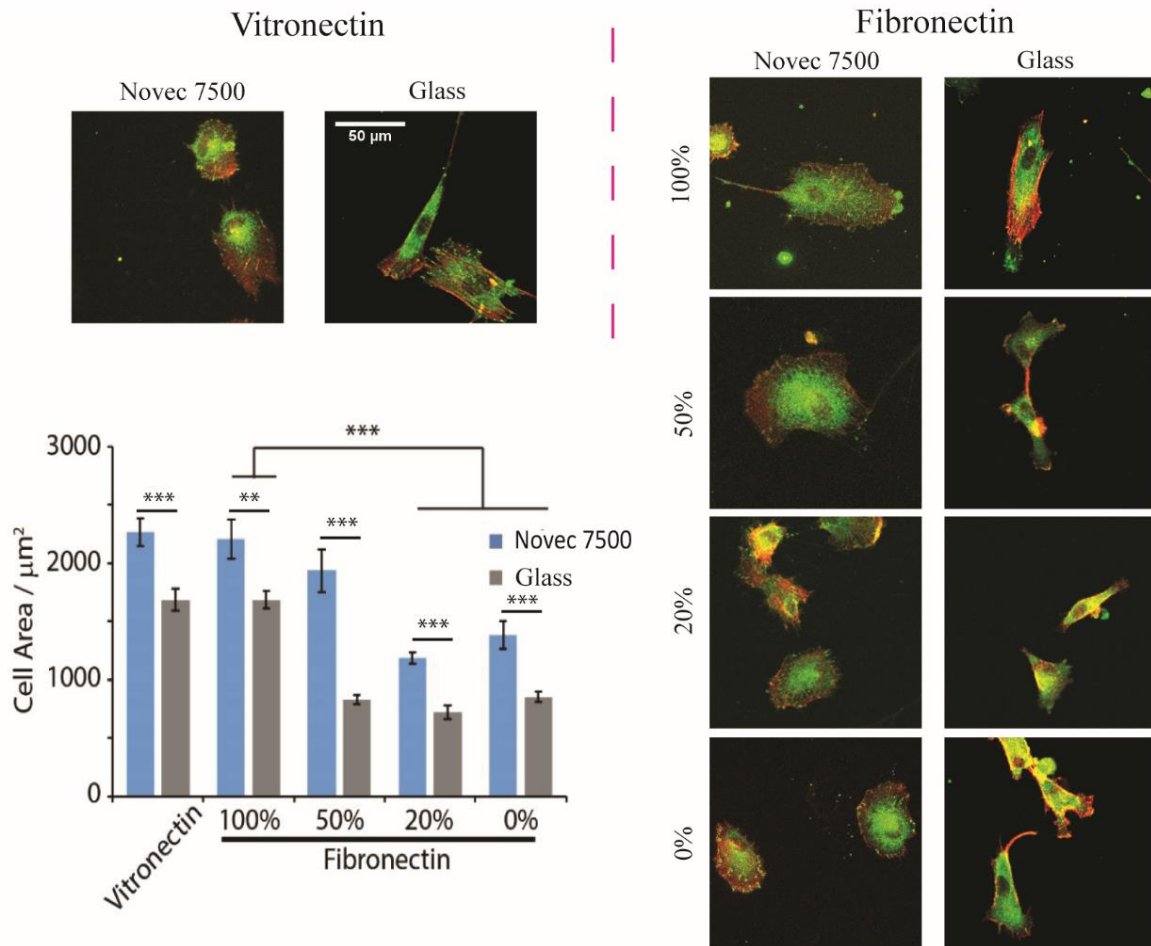 Vitronectin
Novec 7500
Glass
50 µm
Fibronectin
Novec 7500
Glass
100%
50%
20%
0%
Cell Area / µm²
3000
2000
1000
0
***
***
**
***
***
***
Novec 7500
Glass
Vitronectin
100%
50%
20%
0%
Fibronectin